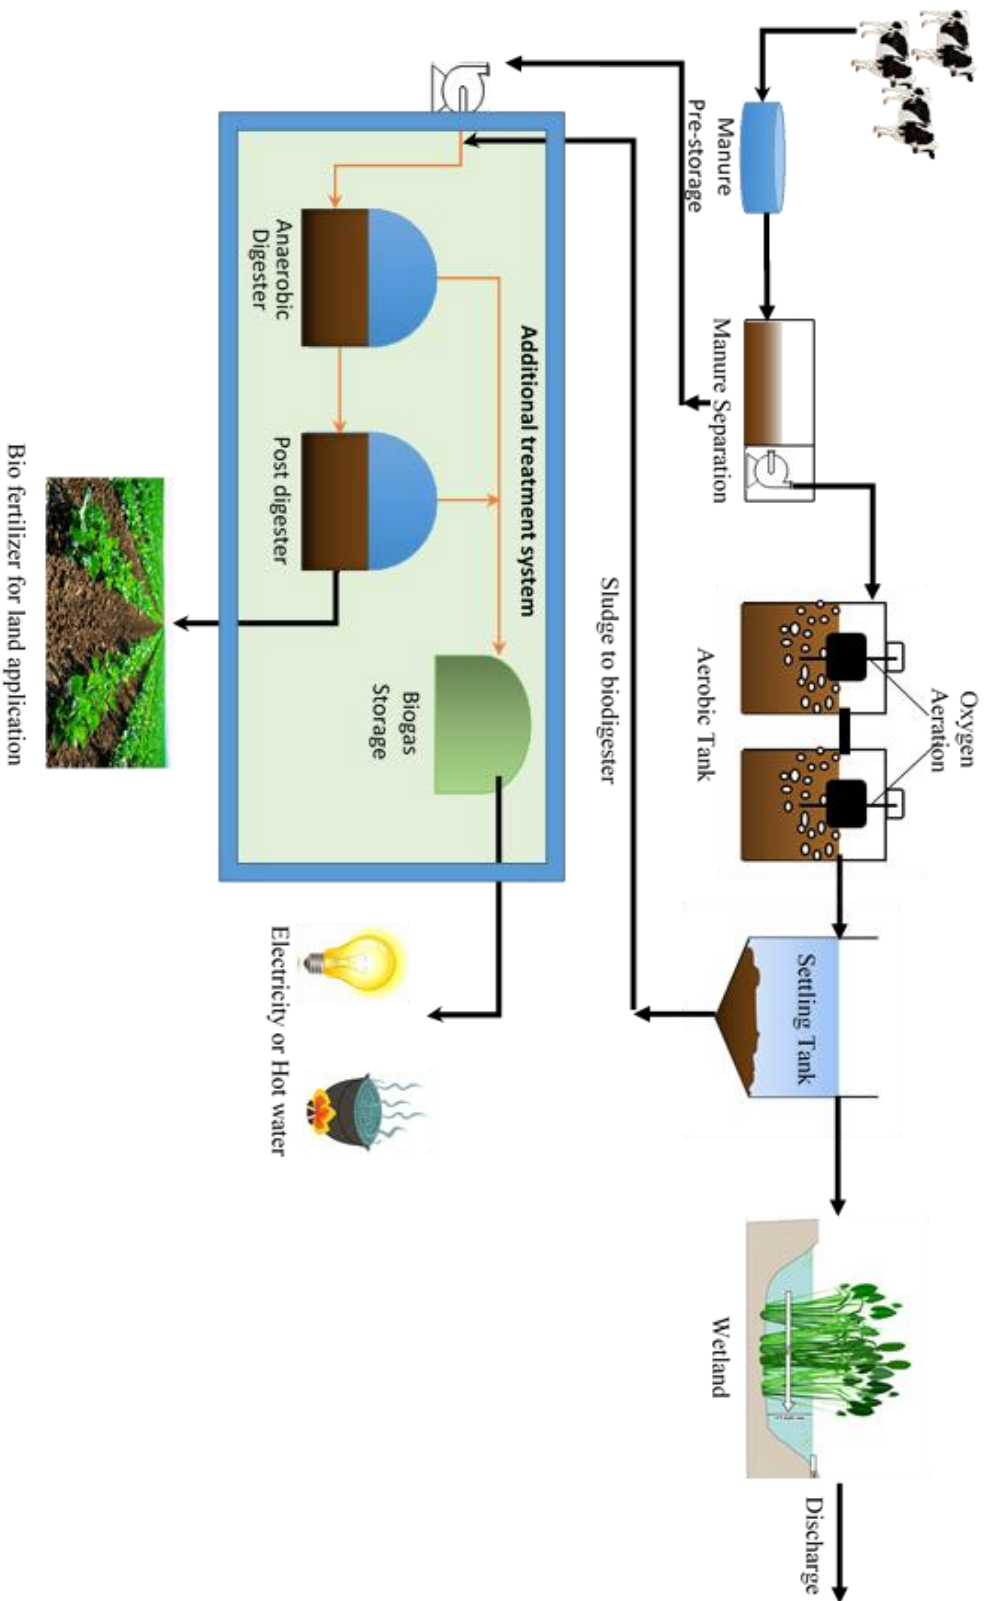 Oxygen
Aeration
Manure
Pre-storage
Manure Separation
Aerobic Tank
Settling Tank
Wetland
Discharge
Sludge to biodigester
Additional treatment system
Anaerobic
Digester
Post digester
Biogas
Storage
Electricity or Hot water
Bio fertilizer for land application